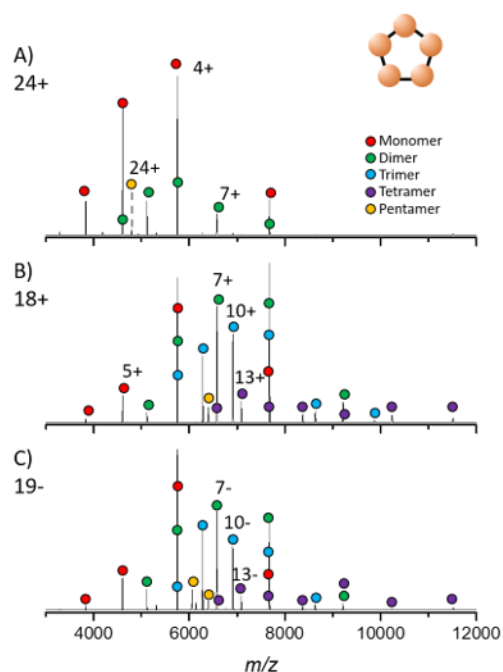 A)
24+
4+
24+
7+
Monomer
Dimer
Trimer
Tetramer
Pentamer
B)
18+
7+
10+
5+
13+
C)
19-
7-
10-
13-
4000 6000 8000 10000 12000
m/z